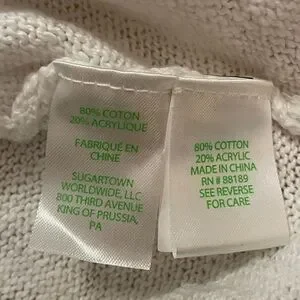 80% COTTON
20% ACRYLIQUE
FABRIQUÉ EN
CHINE
SUGARTOWN
WORLDWIDE, LLC
800 THIRD AVENUE
KING OF PRUSSIA,
PA
80% COTTON
20% ACRYLIC
MADE IN CHINA
RN # 88189
SEE REVERSE
FOR CARE